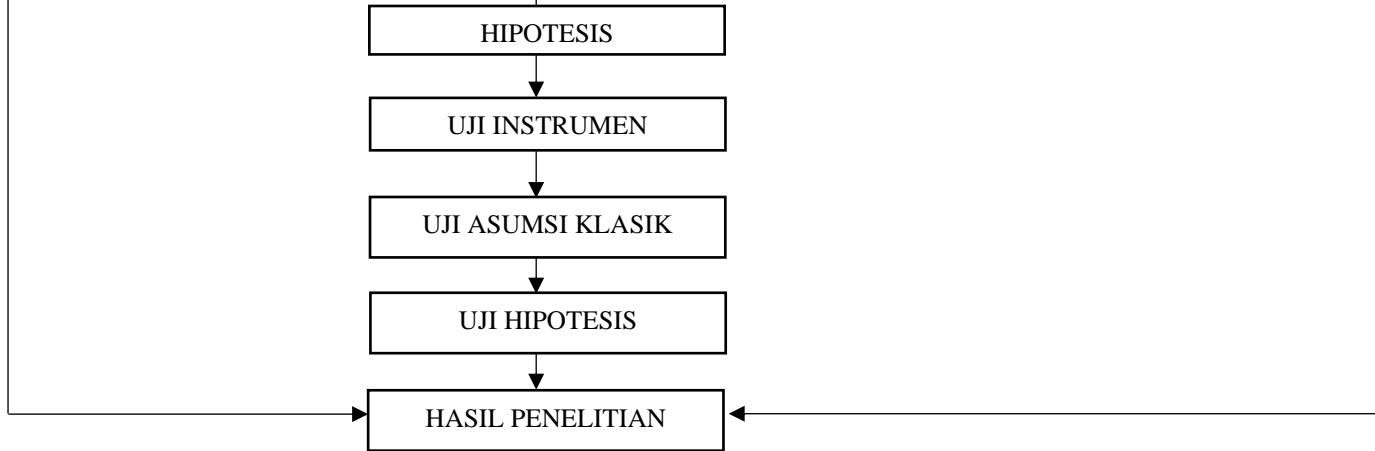 HIPOTESIS
UJI INSTRUMEN
UJI ASUMSI KLASIK
UJI HIPOTESIS
HASIL PENELITIAN